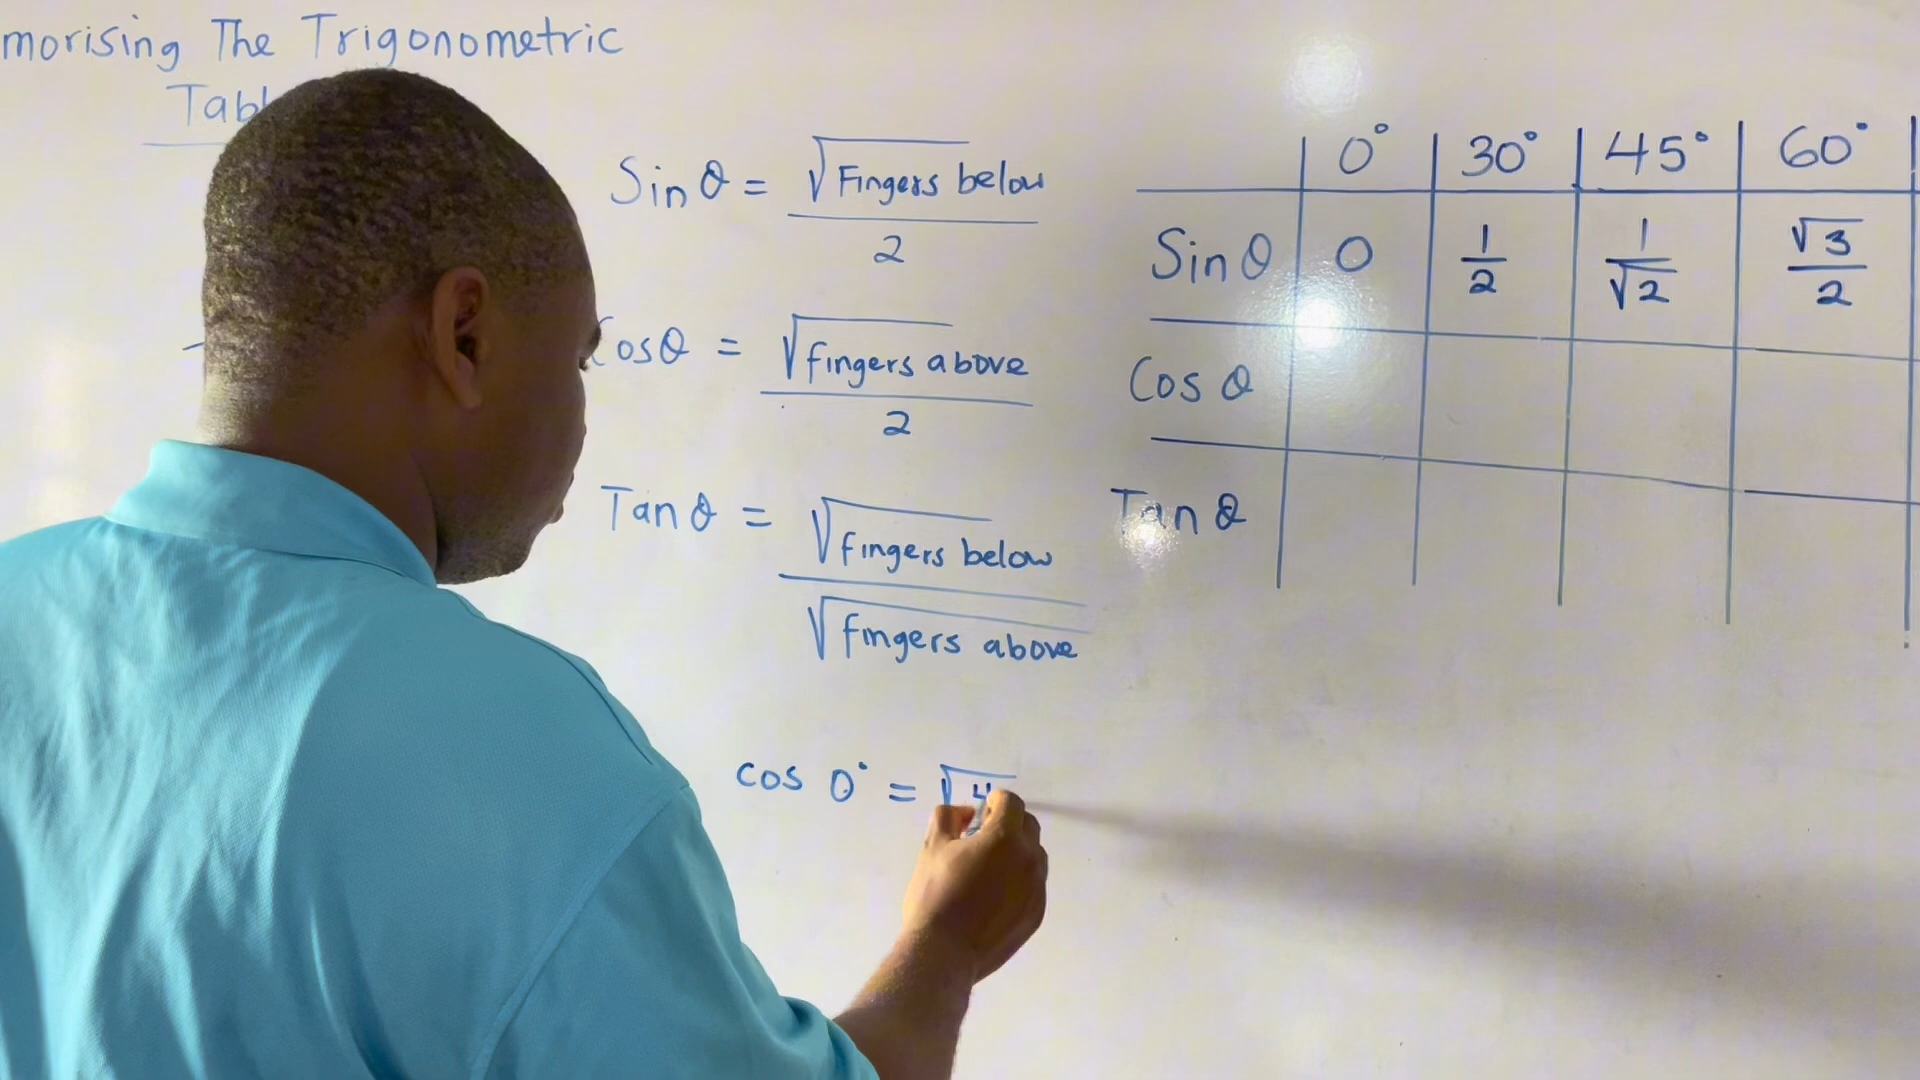 morising The Trigonometric
Tabl
Sin θ = √Fingers below
2
Cos θ = √fingers above
2
Tan θ = √fingers below
√fingers above
cos 0° = √4
0° 30° 45° 60°
Sin θ 0 1/2 1/√2 √3/2
Cos θ
Tan θ